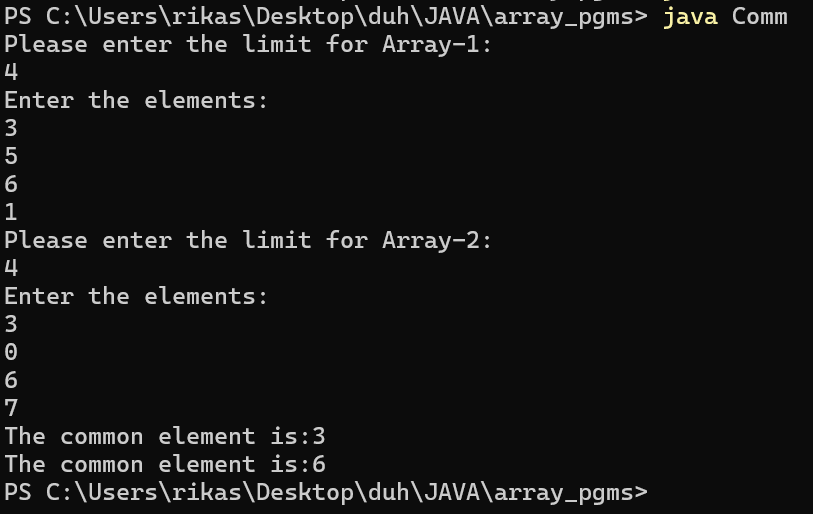 PS C:\Users\rikas\Desktop\duh\JAVA\array_pgms> java Comm
Please enter the limit for Array-1:
4
Enter the elements:
3
5
6
1
Please enter the limit for Array-2:
4
Enter the elements:
3
0
6
7
The common element is:3
The common element is:6
PS C:\Users\rikas\Desktop\duh\JAVA\array_pgms>